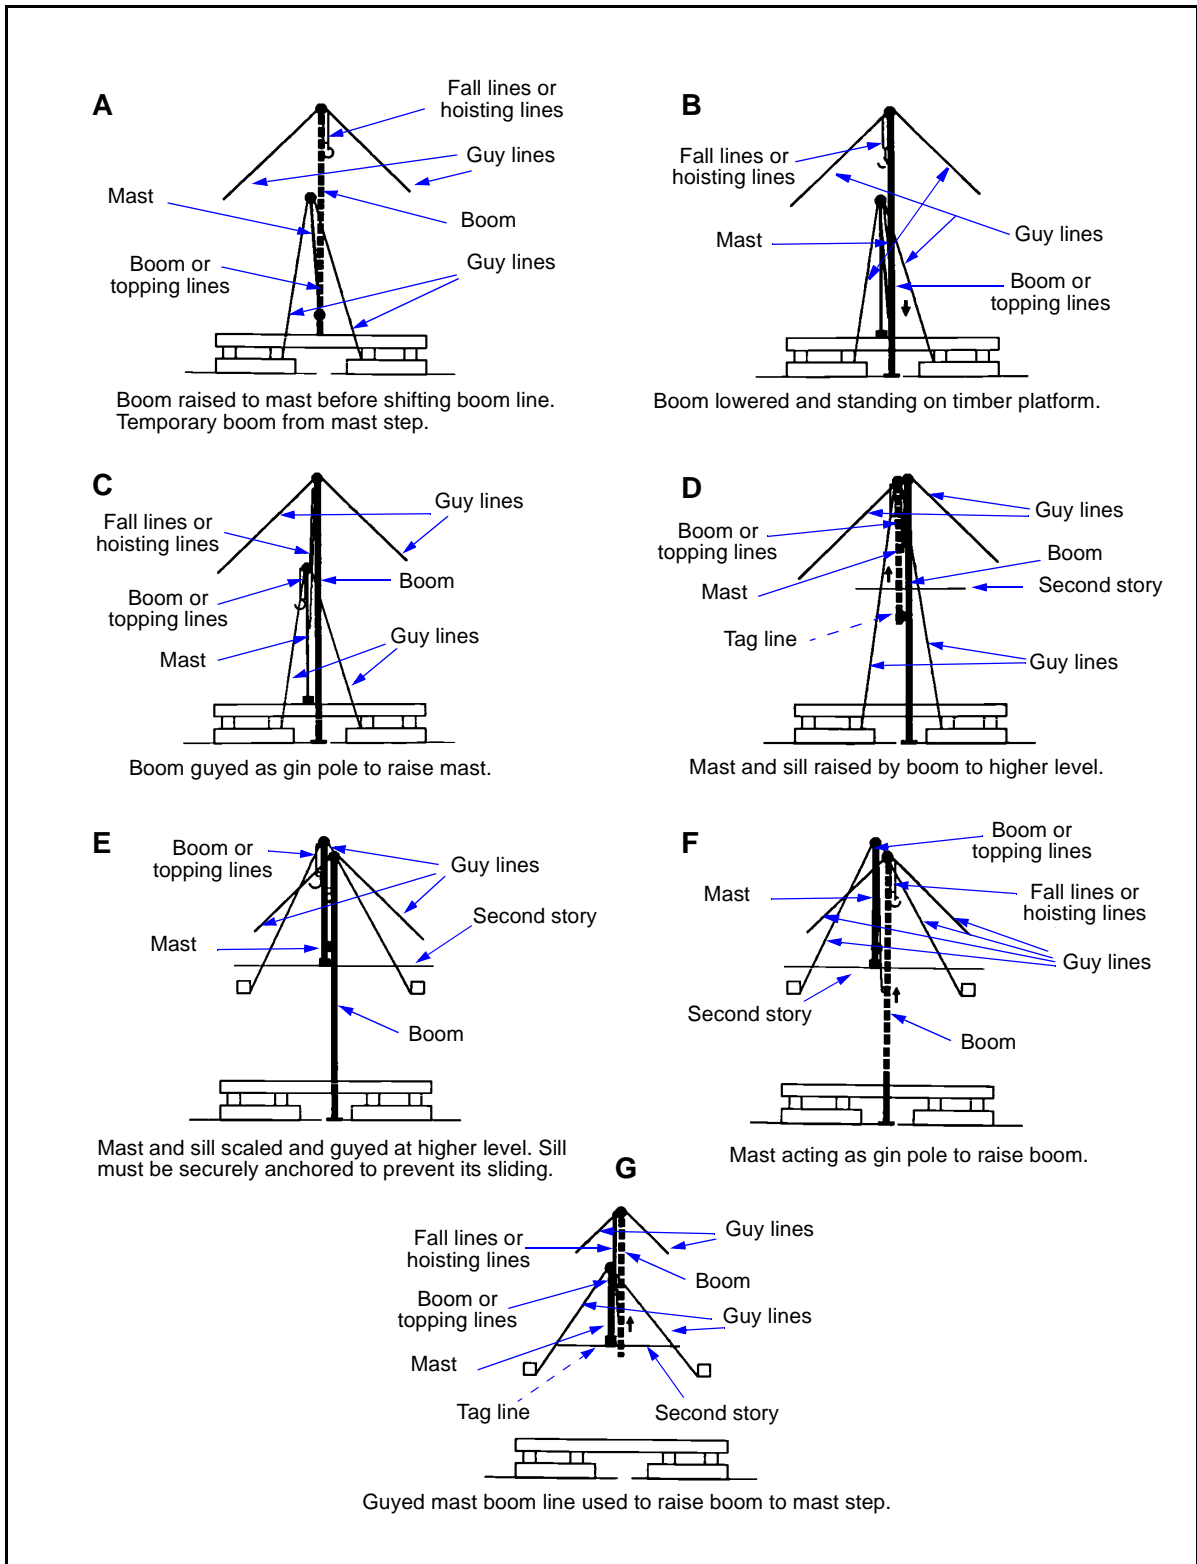 A
Fall lines or
hoisting lines
Guy lines
Mast
Boom
Boom or
topping lines
Guy lines
Boom raised to mast before shifting boom line.
Temporary boom from mast step.
B
Fall lines or
hoisting lines
Mast
Guy lines
Boom or
topping lines
Boom lowered and standing on timber platform.
C
Guy lines
Fall lines or
hoisting lines
Boom
Boom or
topping lines
Guy lines
Mast
Boom guyed as gin pole to raise mast.
D
Guy lines
Boom or
topping lines
Boom
Mast
Second story
Tag line
Guy lines
Mast and sill raised by boom to higher level.
E
Boom or
topping lines
Guy lines
Second story
Mast
Boom
Mast and sill scaled and guyed at higher level. Sill
must be securely anchored to prevent its sliding.
F
Boom or
topping lines
Mast
Fall lines or
hoisting lines
Guy lines
Second story
Boom
Mast acting as gin pole to raise boom.
G
Guy lines
Fall lines or
hoisting lines
Boom
Boom or
topping lines
Guy lines
Mast
Tag line
Second story
Guyed mast boom line used to raise boom to mast step.